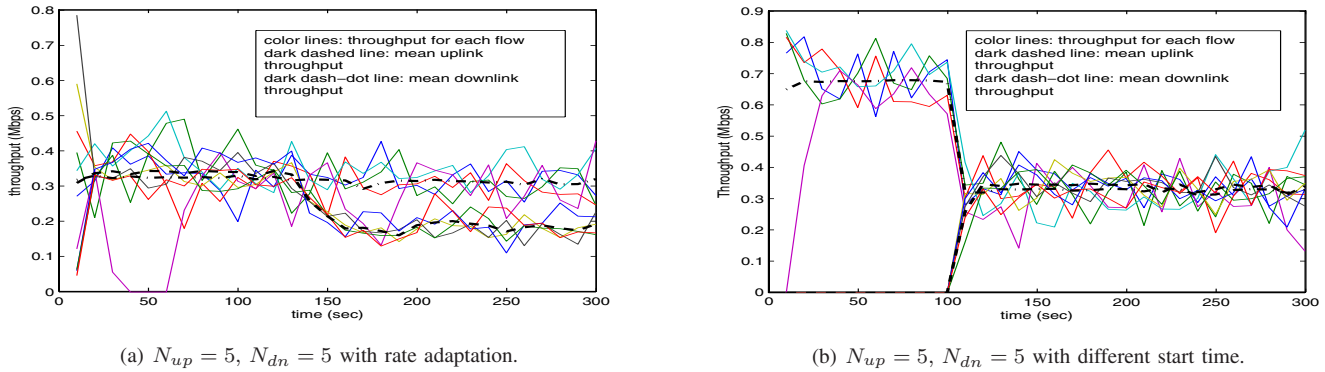 0.8
0.7
0.6
0.5
0.4
0.3
0.2
0.1
0
throughput (Mbps)
color lines: throughput for each flow
dark dashed line: mean uplink
throughput
dark dash−dot line: mean downlink
throughput
0 50 100 150 200 250 300
time (sec)
(a) Nup = 5, Ndn = 5 with rate adaptation.
0.9
0.8
0.7
0.6
0.5
0.4
0.3
0.2
0.1
0
Throughput (Mbps)
color lines: throughput for each flow
dark dashed line: mean uplink
throughput
dark dash−dot line: mean downlink
throughput
0 50 100 150 200 250 300
time (sec)
(b) Nup = 5, Ndn = 5 with different start time.